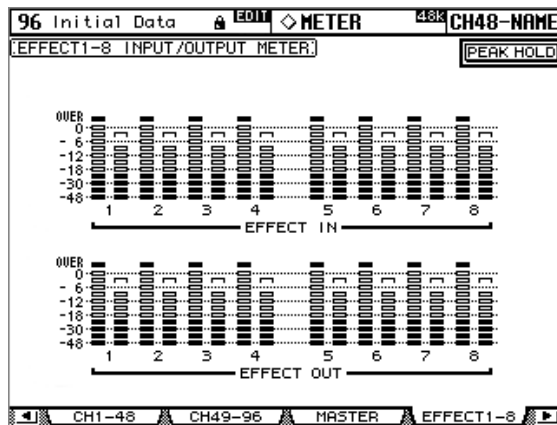 96 Initial Data EDIT ◇METER 48K CH48-NAME
EFFECT1-8 INPUT/OUTPUT METER
PEAK HOLD
OVER
0
- 6
-12
-18
-30
-48
1 2 3 4 5 6 7 8
EFFECT IN
OVER
0
- 6
-12
-18
-30
-48
1 2 3 4 5 6 7 8
EFFECT OUT
CH1-48 CH49-96 MASTER EFFECT1-8